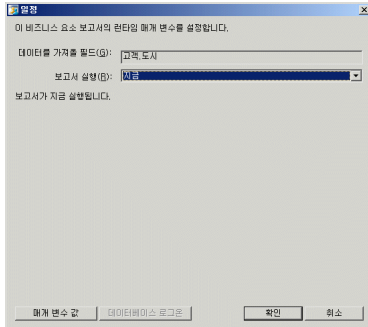 일정
이 비즈니스 요소 보고서의 런타임 매개 변수를 설정합니다.
데이터를 가져올 필드(G): 고객.도시
보고서 실행(R): 지금
보고서가 지금 실행됩니다.
매개 변수 값 데이터베이스 로그온 확인 취소